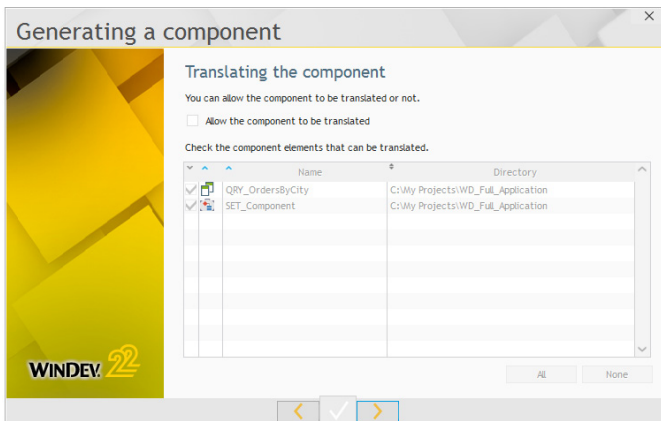 Generating a component
Translating the component
You can allow the component to be translated or not.
Allow the component to be translated
Check the component elements that can be translated.
Name Directory
QRY_OrdersByCity C:\My Projects\WD_Full_Application
SET_Component C:\My Projects\WD_Full_Application
All None
WINDEV. 22